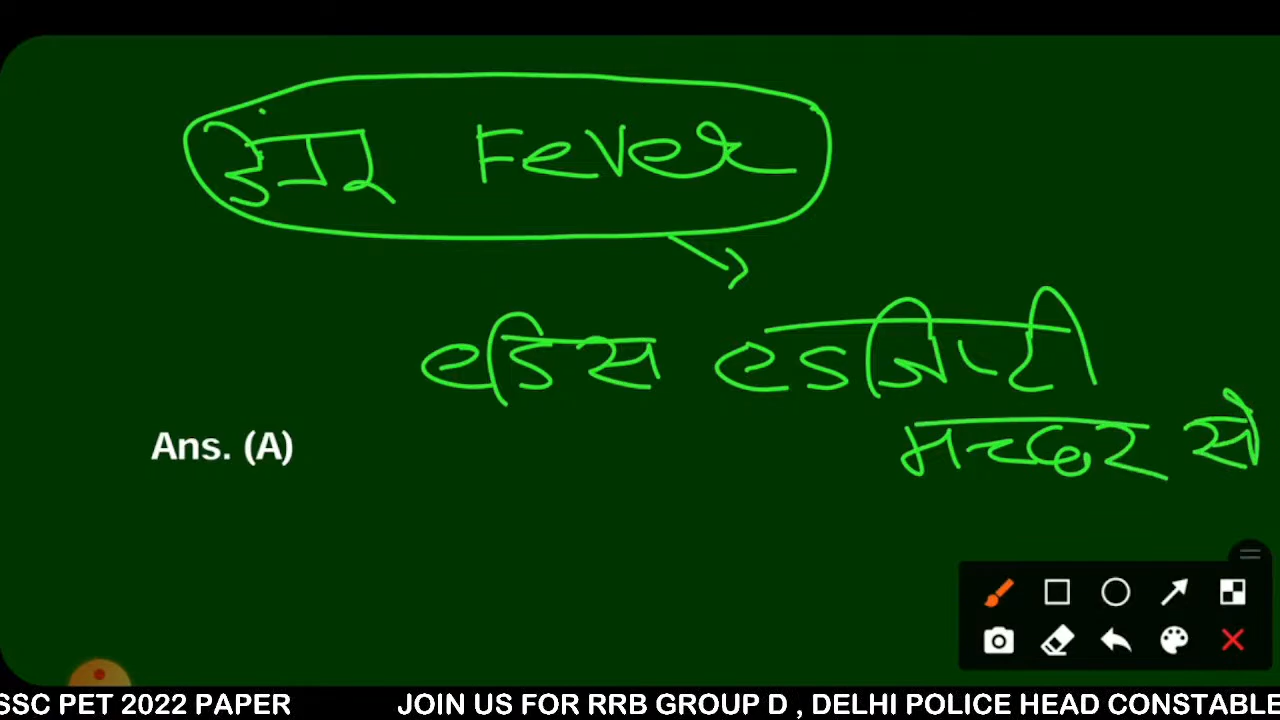 डेंगू Fever
एडिस एजिप्टी
मच्छर से
Ans. (A)
SSC PET 2022 PAPER JOIN US FOR RRB GROUP D , DELHI POLICE HEAD CONSTABLE